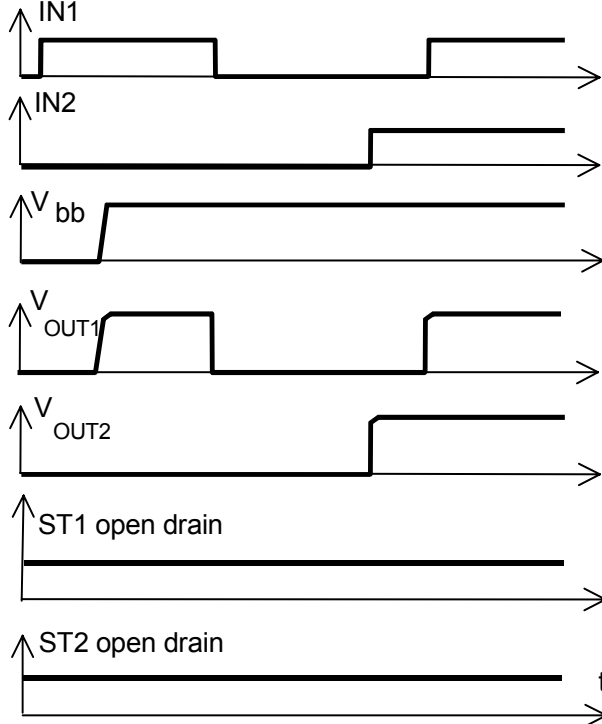 IN1
IN2
V bb
V OUT1
V OUT2
ST1 open drain
ST2 open drain
t